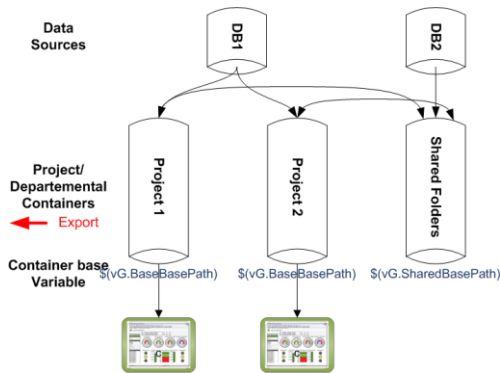 Data
Sources
DB1
DB2
Project/
Departemental
Containers
Export
Project 1
Project 2
Shared Folders
Container base
Variable
$(vG.BaseBasePath)
$(vG.BaseBasePath)
$(vG.SharedBasePath)